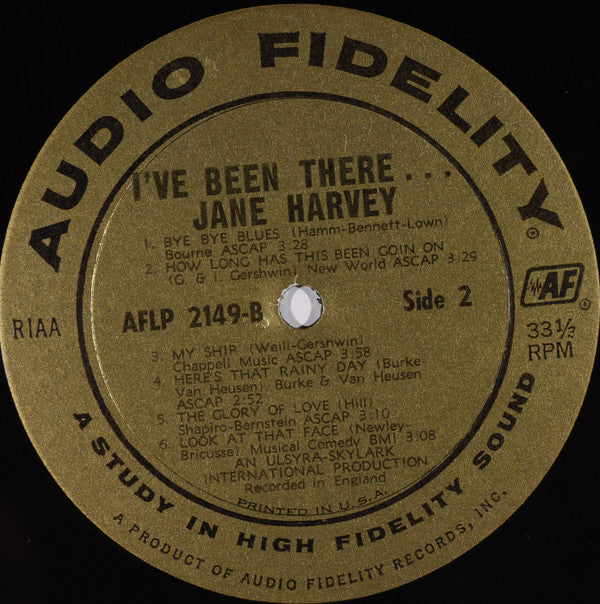 AUDIO FIDELITY®
I'VE BEEN THERE...
JANE HARVEY
1. BYE BYE BLUES (Hamm-Bennett-Lown)
Bourne ASCAP 3:28
2. HOW LONG HAS THIS BEEN GOIN ON
(G. & I. Gershwin) New World ASCAP 3:29
RIAA
AFLP 2149-B
Side 2
AF®
33 1/3
RPM
3. MY SHIP (Weill-Gershwin)
Chappell Music ASCAP 3:58
4. HERE'S THAT RAINY DAY (Burke-
Van Heusen) Burke & Van Heusen
ASCAP 2:52
5. THE GLORY OF LOVE (Hill)
Shapiro-Bernstein ASCAP 3:10
6. LOOK AT THAT FACE (Newley-
Bricusse) Musical Comedy BMI 3:08
AN ULSYRA-SKYLARK
INTERNATIONAL PRODUCTION
Recorded in England
PRINTED IN U.S.A.
A STUDY IN HIGH FIDELITY SOUND
A PRODUCT OF AUDIO FIDELITY RECORDS, INC.